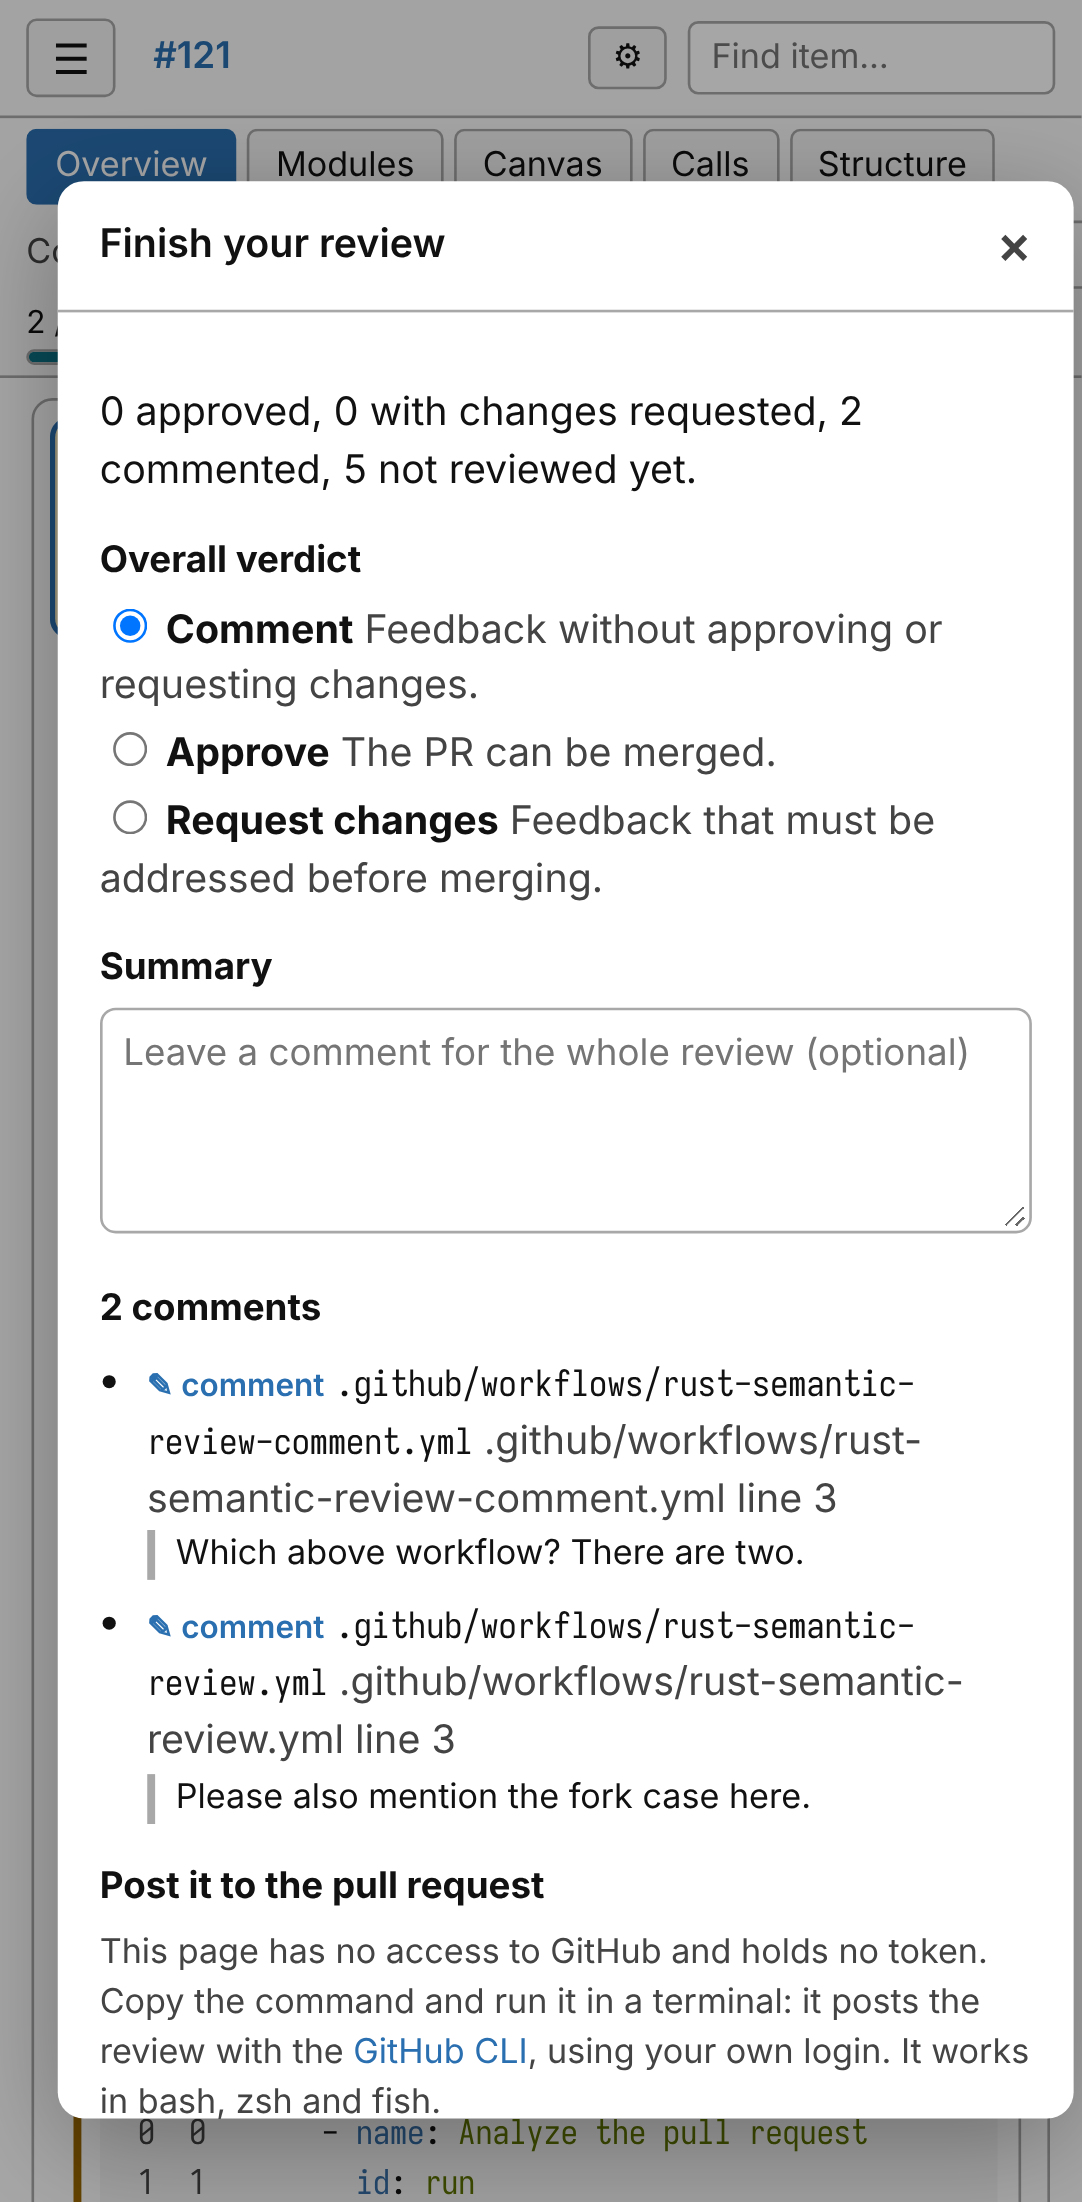 ☰ #121 ⚙ Find item...
Overview Modules Canvas Calls Structure
Finish your review ×
2
0 approved, 0 with changes requested, 2
commented, 5 not reviewed yet.
Overall verdict
Comment Feedback without approving or
requesting changes.
Approve The PR can be merged.
Request changes Feedback that must be
addressed before merging.
Summary
Leave a comment for the whole review (optional)
2 comments
• ✎ comment .github/workflows/rust-semantic-
review-comment.yml .github/workflows/rust-
semantic-review-comment.yml line 3
Which above workflow? There are two.
• ✎ comment .github/workflows/rust-semantic-
review.yml .github/workflows/rust-semantic-
review.yml line 3
Please also mention the fork case here.
Post it to the pull request
This page has no access to GitHub and holds no token.
Copy the command and run it in a terminal: it posts the
review with the GitHub CLI, using your own login. It works
in bash, zsh and fish.
0 0 - name: Analyze the pull request
1 1 id: run